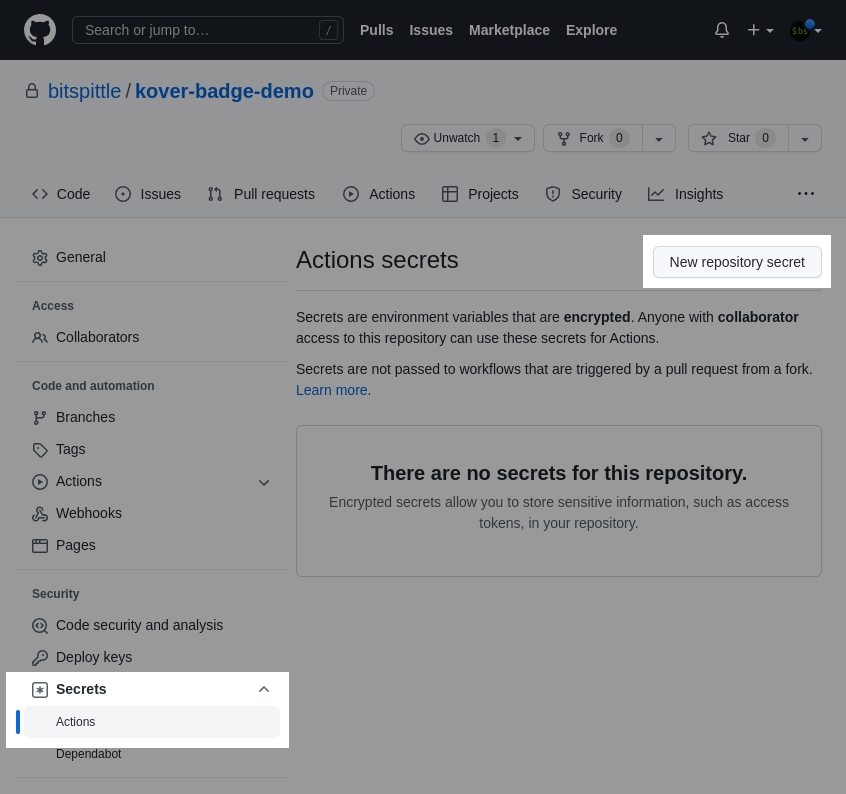 Search or jump to… /
Pulls Issues Marketplace Explore
$bs
bitspittle / kover-badge-demo Private
Unwatch 1 Fork 0 Star 0
Code Issues Pull requests Actions Projects Security Insights
General
Access
Collaborators
Code and automation
Branches
Tags
Actions
Webhooks
Pages
Security
Code security and analysis
Deploy keys
Secrets
Actions
Dependabot
Actions secrets
New repository secret
Secrets are environment variables that are encrypted. Anyone with collaborator
access to this repository can use these secrets for Actions.
Secrets are not passed to workflows that are triggered by a pull request from a fork.
Learn more.
There are no secrets for this repository.
Encrypted secrets allow you to store sensitive information, such as access
tokens, in your repository.